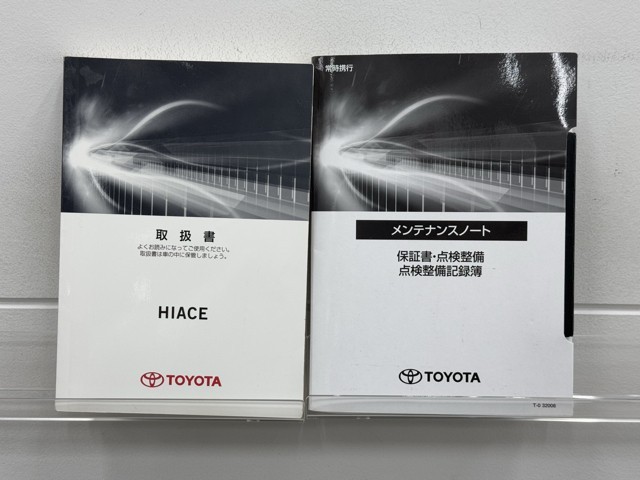 取扱書
よくお読みになってご使用ください。
取扱書は車の中に保管しましょう。
HIACE
TOYOTA
常時携行
メンテナンスノート
保証書・点検整備
点検整備記録簿
TOYOTA
T-6 32006